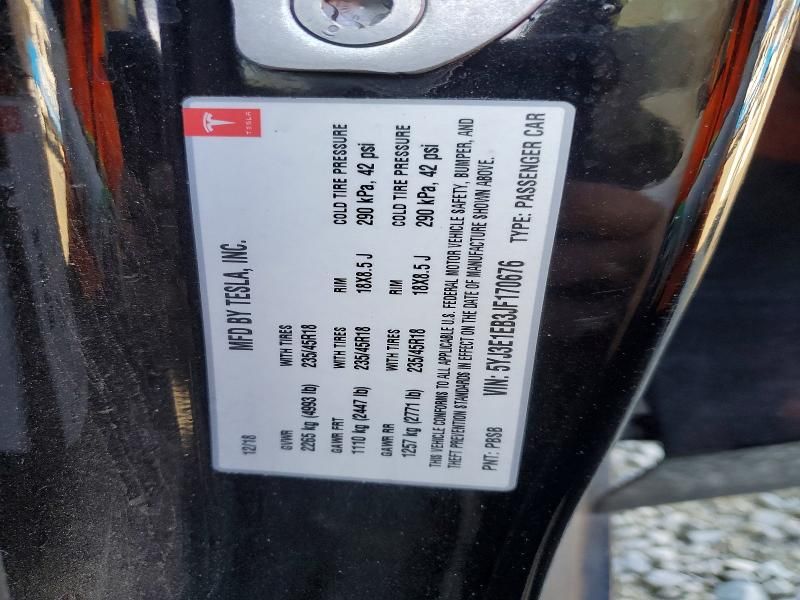 TESLA
12/18 MFD BY TESLA, INC.
GVWR WITH TIRES
2265 kg (4993 lb) 235/45R18
GAWR FRT WITH TIRES RIM COLD TIRE PRESSURE
1110 kg (2447 lb) 235/45R18 18X8.5 J 290 kPa, 42 psi
GAWR RR WITH TIRES RIM COLD TIRE PRESSURE
1257 kg (2771 lb) 235/45R18 18X8.5 J 290 kPa, 42 psi
THIS VEHICLE CONFORMS TO ALL APPLICABLE U.S. FEDERAL MOTOR VEHICLE SAFETY, BUMPER, AND
THEFT PREVENTION STANDARDS IN EFFECT ON THE DATE OF MANUFACTURE SHOWN ABOVE.
PNT: PBSB VIN: 5YJ3E1EB3JF170676 TYPE: PASSENGER CAR